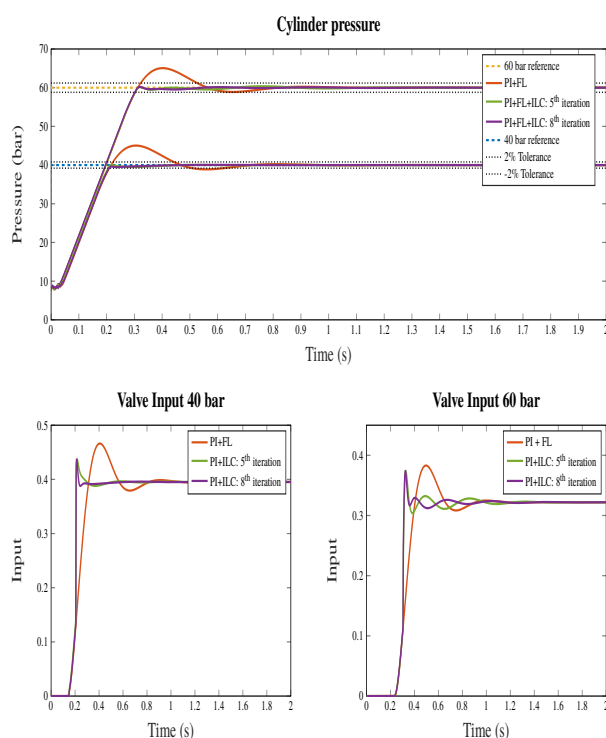 Cylinder pressure
70
60
50
40
30
20
10
0
Pressure (bar)
60 bar reference
PI+FL
PI+FL+ILC: 5th iteration
PI+FL+ILC: 8th iteration
40 bar reference
2% Tolerance
-2% Tolerance
0 0.1 0.2 0.3 0.4 0.5 0.6 0.7 0.8 0.9 1 1.1 1.2 1.3 1.4 1.5 1.6 1.7 1.8 1.9 2
Time (s)
Valve Input 40 bar
0.5
0.4
0.3
0.2
0.1
0
Input
PI+FL
PI+ILC: 5th iteration
PI+ILC: 8th iteration
0 0.2 0.4 0.6 0.8 1 1.2 1.4 1.6 1.8 2
Time (s)
Valve Input 60 bar
0.4
0.3
0.2
0.1
0
Input
PI + FL
PI+ILC: 5th iteration
PI+ILC: 8th iteration
0 0.2 0.4 0.6 0.8 1 1.2 1.4 1.6 1.8 2
Time (s)